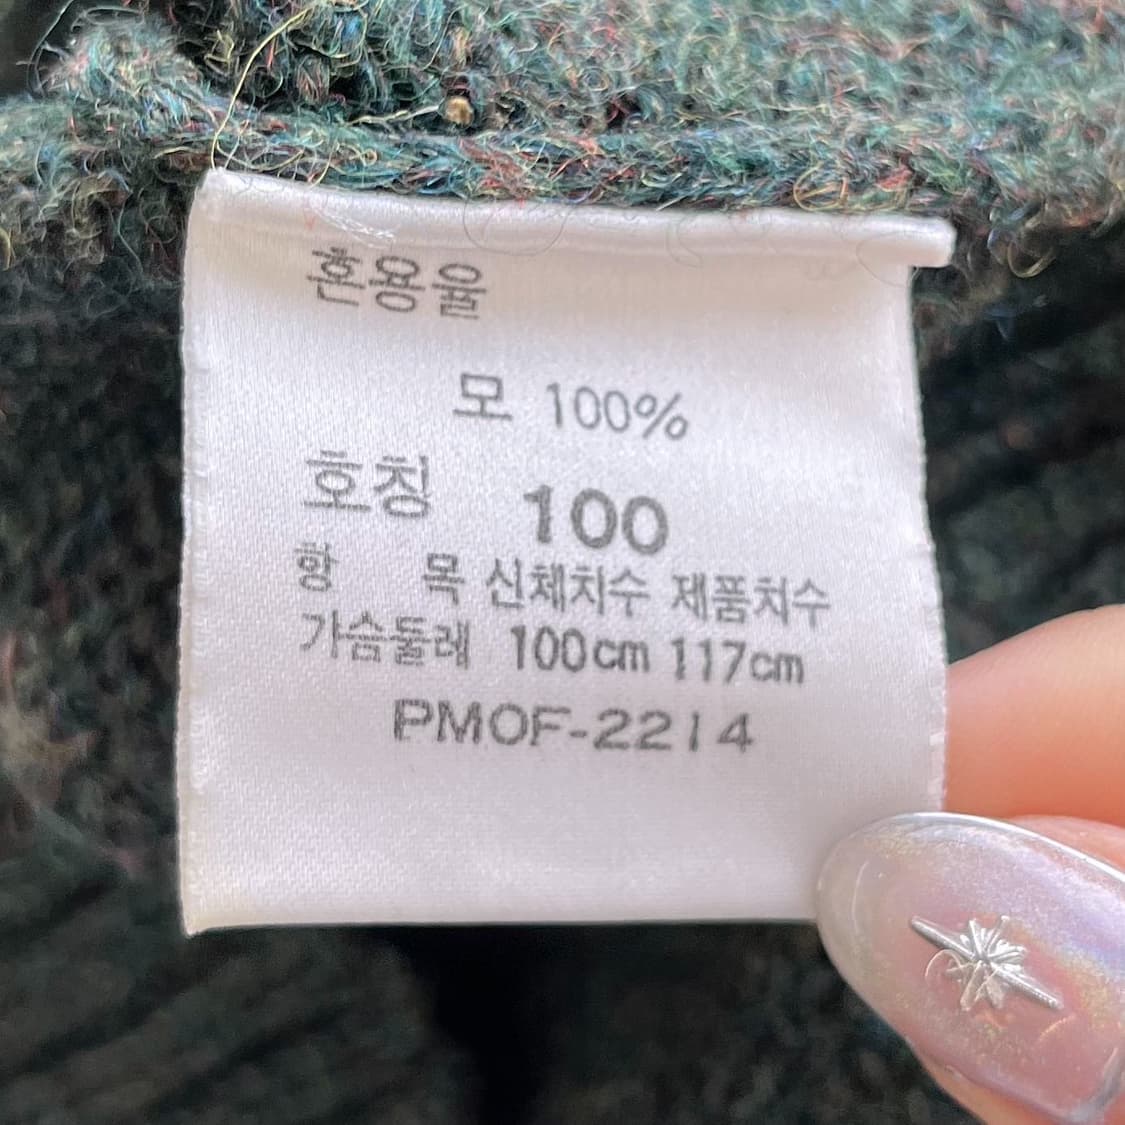 혼용율
모 100%
호칭 100
항 목 신체치수 제품치수
가슴둘레 100cm 117cm
PMOF-2214